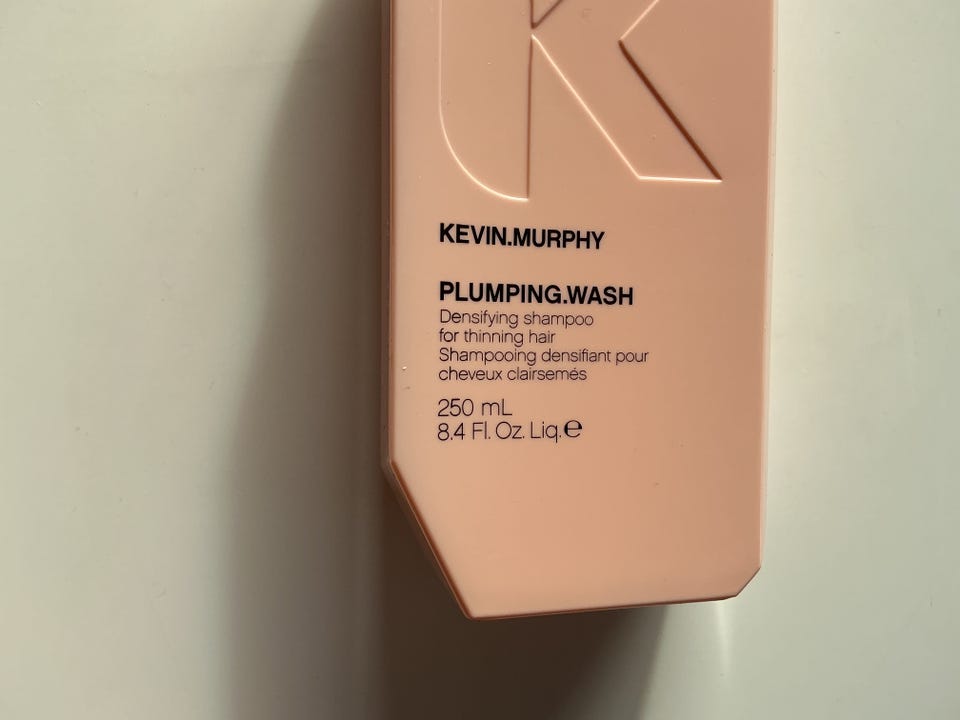 KEVIN.MURPHY
PLUMPING.WASH
Densifying shampoo
for thinning hair
Shampooing densifiant pour
cheveux clairsemés
250 mL
8.4 Fl. Oz. Liq.℮